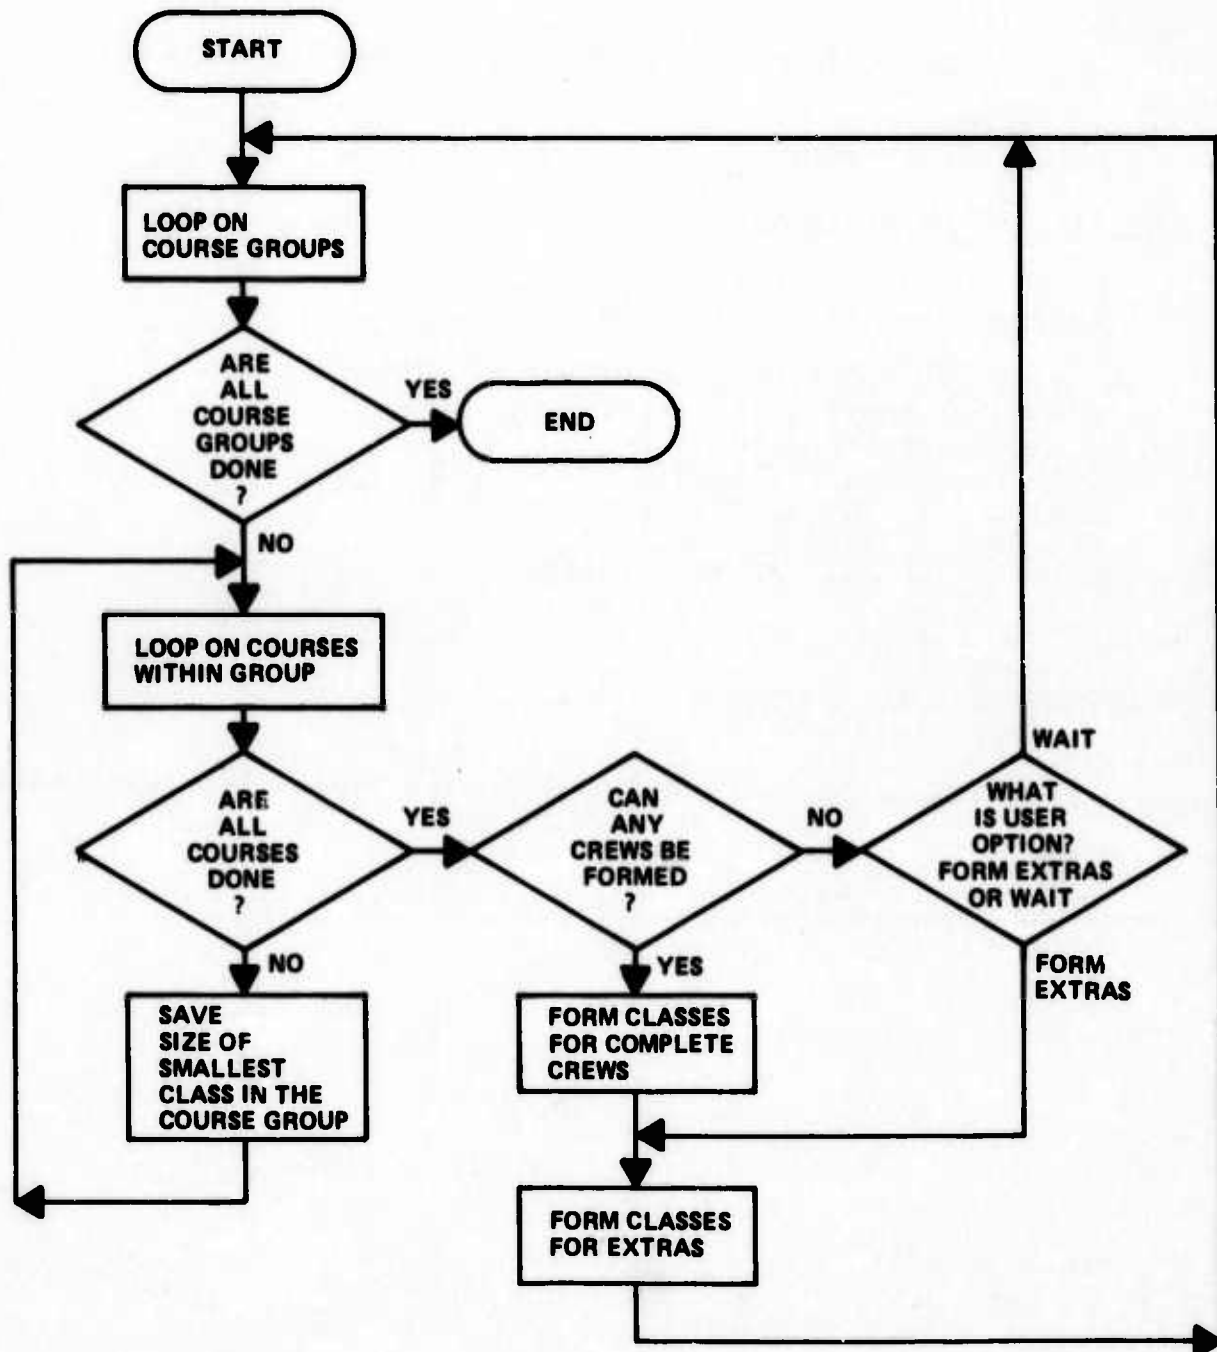 START
LOOP ON
COURSE GROUPS
ARE
ALL
COURSE
GROUPS
DONE
?
YES
END
NO
LOOP ON COURSES
WITHIN GROUP
ARE
ALL
COURSES
DONE
?
YES
CAN
ANY
CREWS BE
FORMED
?
NO
WAIT
WHAT
IS USER
OPTION?
FORM EXTRAS
OR WAIT
NO
SAVE
SIZE OF
SMALLEST
CLASS IN THE
COURSE GROUP
YES
FORM CLASSES
FOR COMPLETE
CREWS
FORM
EXTRAS
FORM CLASSES
FOR EXTRAS